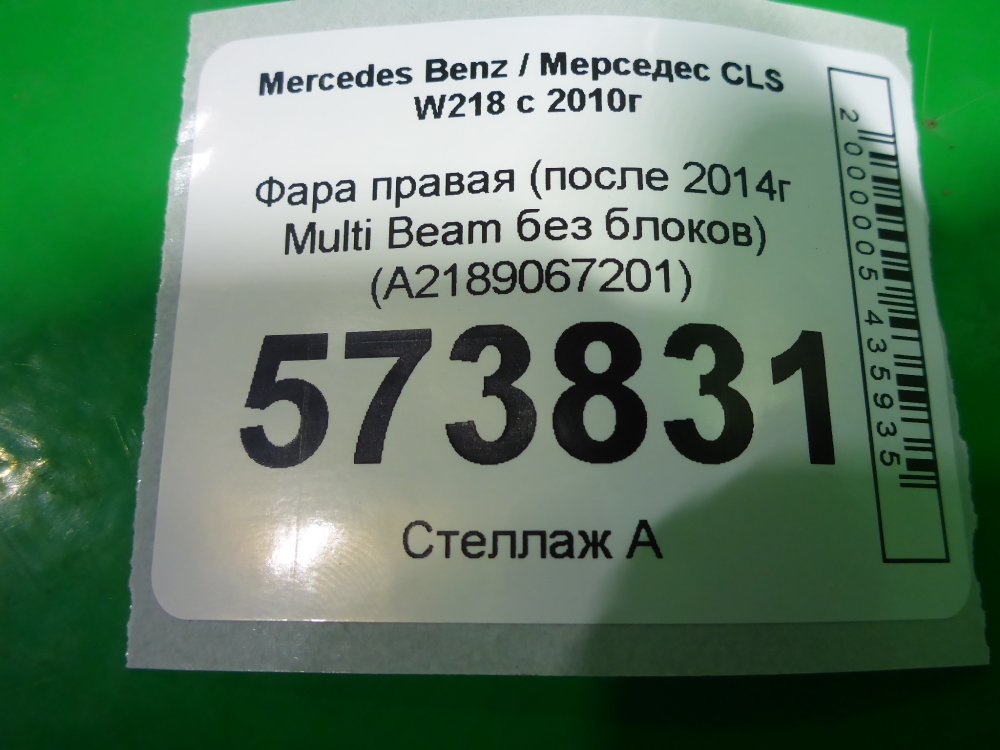 Mercedes Benz / Мерседес CLS
W218 с 2010г
Фара правая (после 2014г
Multi Beam без блоков)
(A2189067201)
573831
Стеллаж А
2000005435935